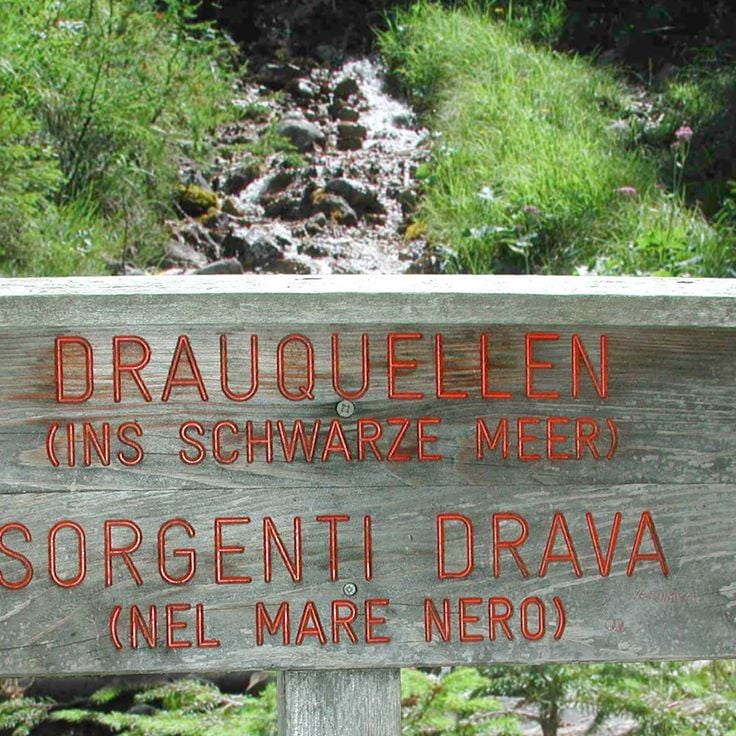 DRAUQUELLEN
(INS SCHWARZE MEER)
SORGENTI DRAVA
(NEL MARE NERO)